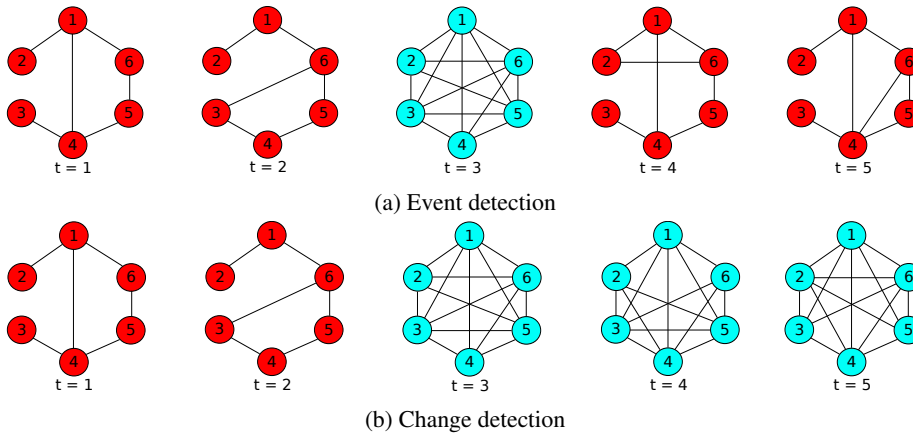 1 1 1 1 1
2 6 2 6 2 6 2 6 2 6
3 5 3 5 3 5 3 5 3 5
4 4 4 4 4
t = 1 t = 2 t = 3 t = 4 t = 5
(a) Event detection
1 1 1 1 1
2 6 2 6 2 6 2 6 2 6
3 5 3 5 3 5 3 5 3 5
4 4 4 4 4
t = 1 t = 2 t = 3 t = 4 t = 5
(b) Change detection